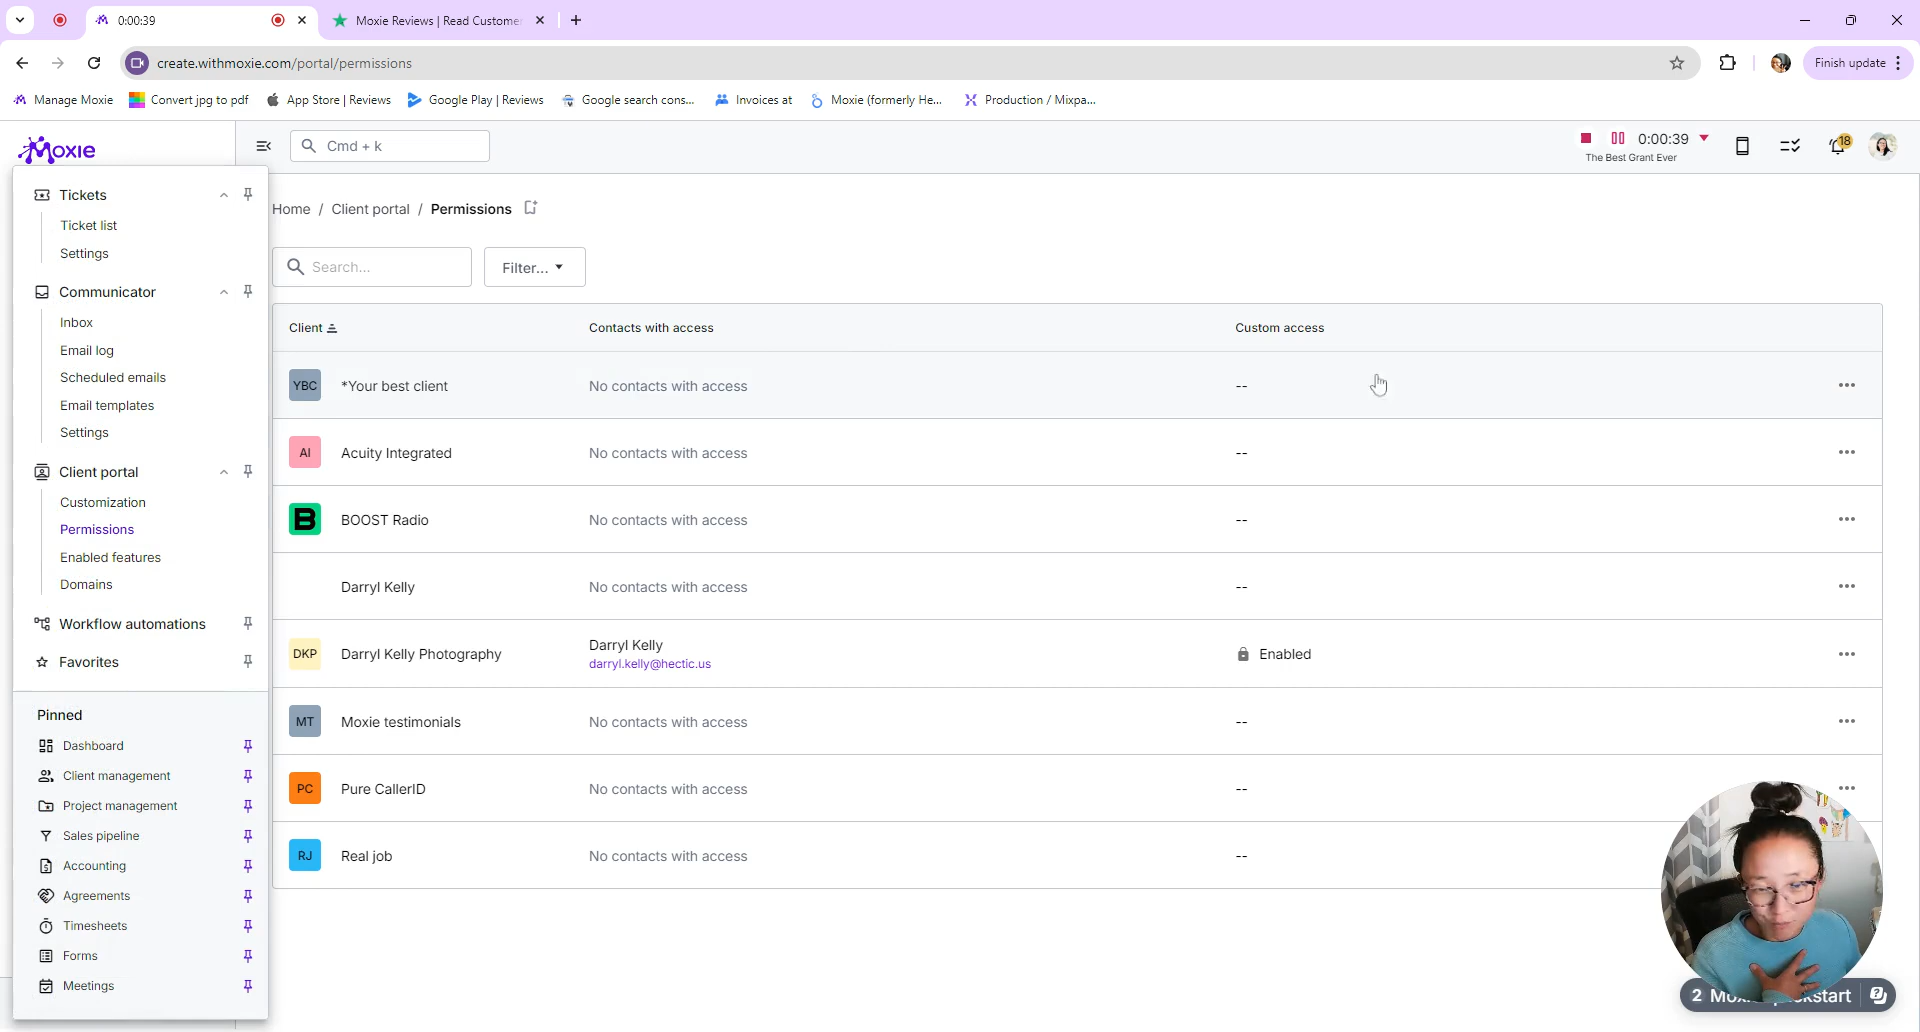 0:00:39
Moxie Reviews | Read Customer
create.withmoxie.com/portal/permissions
Finish update
Manage Moxie
Convert jpg to pdf
App Store | Reviews
Google Play | Reviews
Google search cons...
Invoices at
Moxie (formerly He...
Production / Mixpa...
Moxie
Cmd + k
0:00:39
The Best Grant Ever
18
Tickets
Ticket list
Settings
Communicator
Inbox
Email log
Scheduled emails
Email templates
Settings
Client portal
Customization
Permissions
Enabled features
Domains
Workflow automations
Favorites
Pinned
Dashboard
Client management
Project management
Sales pipeline
Accounting
Agreements
Timesheets
Forms
Meetings
Home / Client portal / Permissions
Search...
Filter...
Client Contacts with access Custom access
YBC *Your best client No contacts with access --
AI Acuity Integrated No contacts with access --
B BOOST Radio No contacts with access --
Darryl Kelly No contacts with access --
DKP Darryl Kelly Photography Darryl Kelly Enabled
darryl.kelly@hectic.us
MT Moxie testimonials No contacts with access --
PC Pure CallerID No contacts with access --
RJ Real job No contacts with access --
2